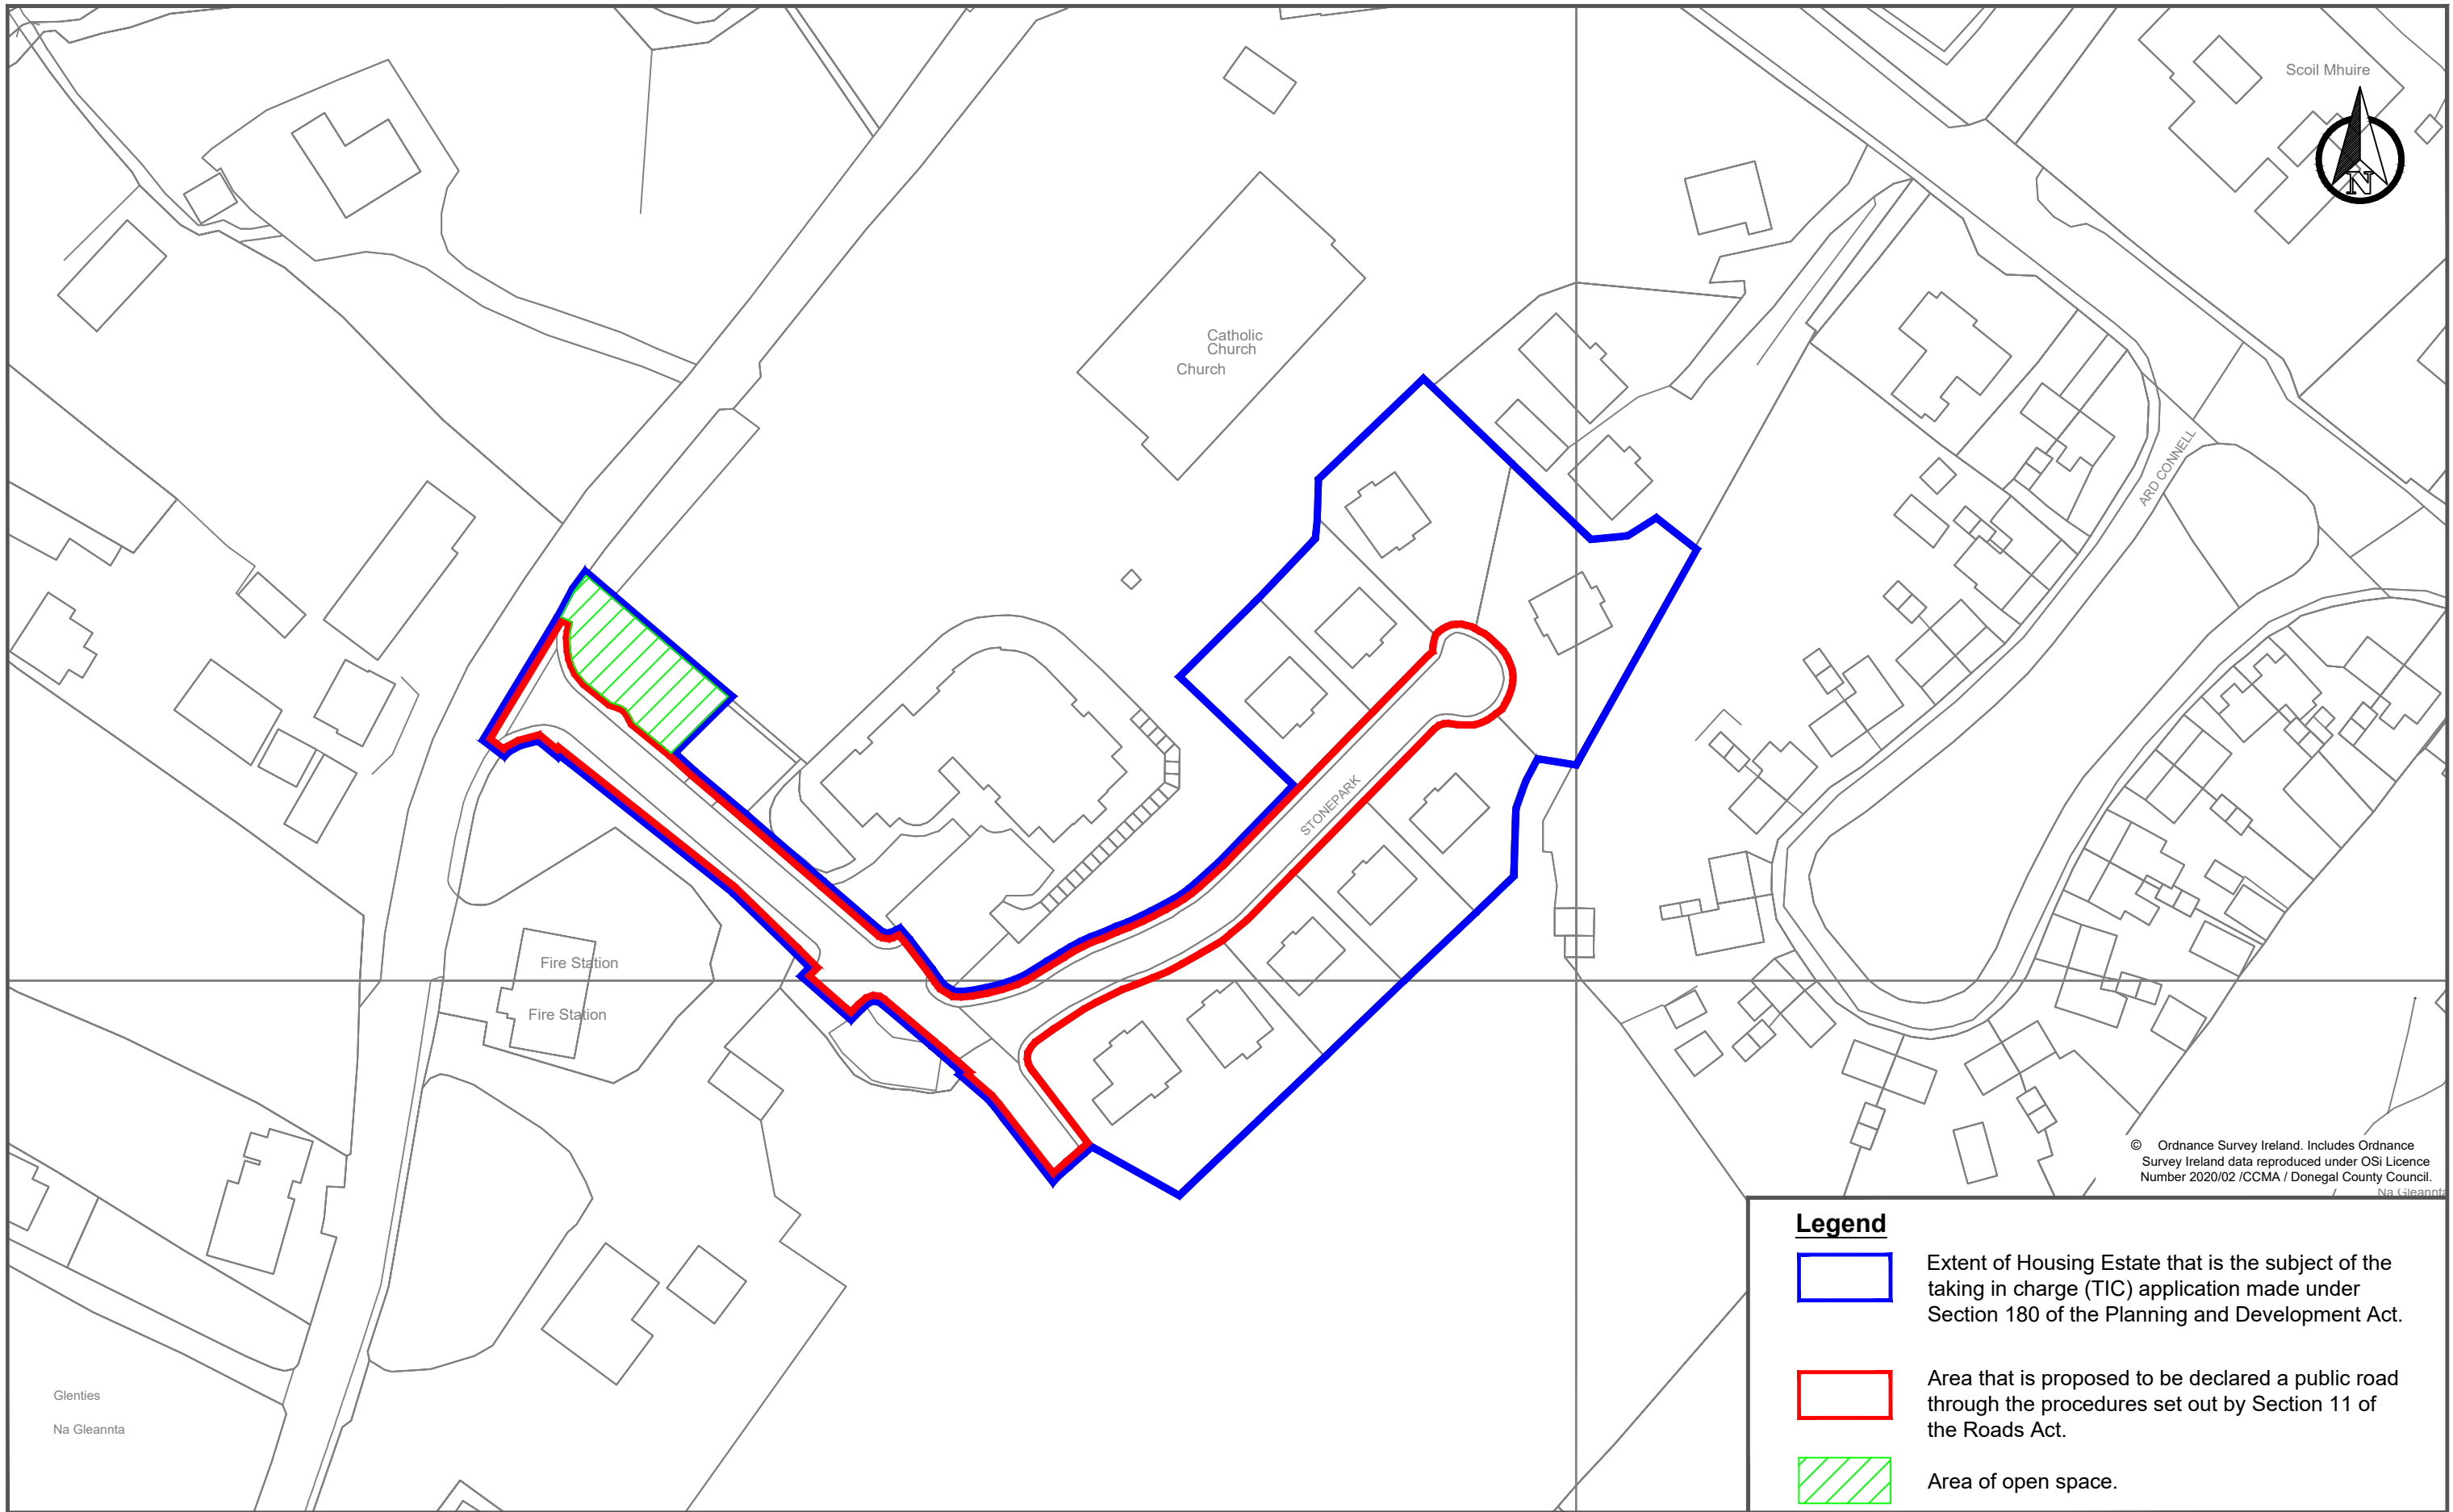 Scoil Mhuire
N
Catholic
Church
Church
ARD CONNELL
STONEPARK
Fire Station
Fire Station
© Ordnance Survey Ireland. Includes Ordnance
Survey Ireland data reproduced under OSi Licence
Number 2020/02 /CCMA / Donegal County Council.
Na Gleannta
Legend
Extent of Housing Estate that is the subject of the
taking in charge (TIC) application made under
Section 180 of the Planning and Development Act.
Area that is proposed to be declared a public road
through the procedures set out by Section 11 of
the Roads Act.
Area of open space.
Glenties
Na Gleannta